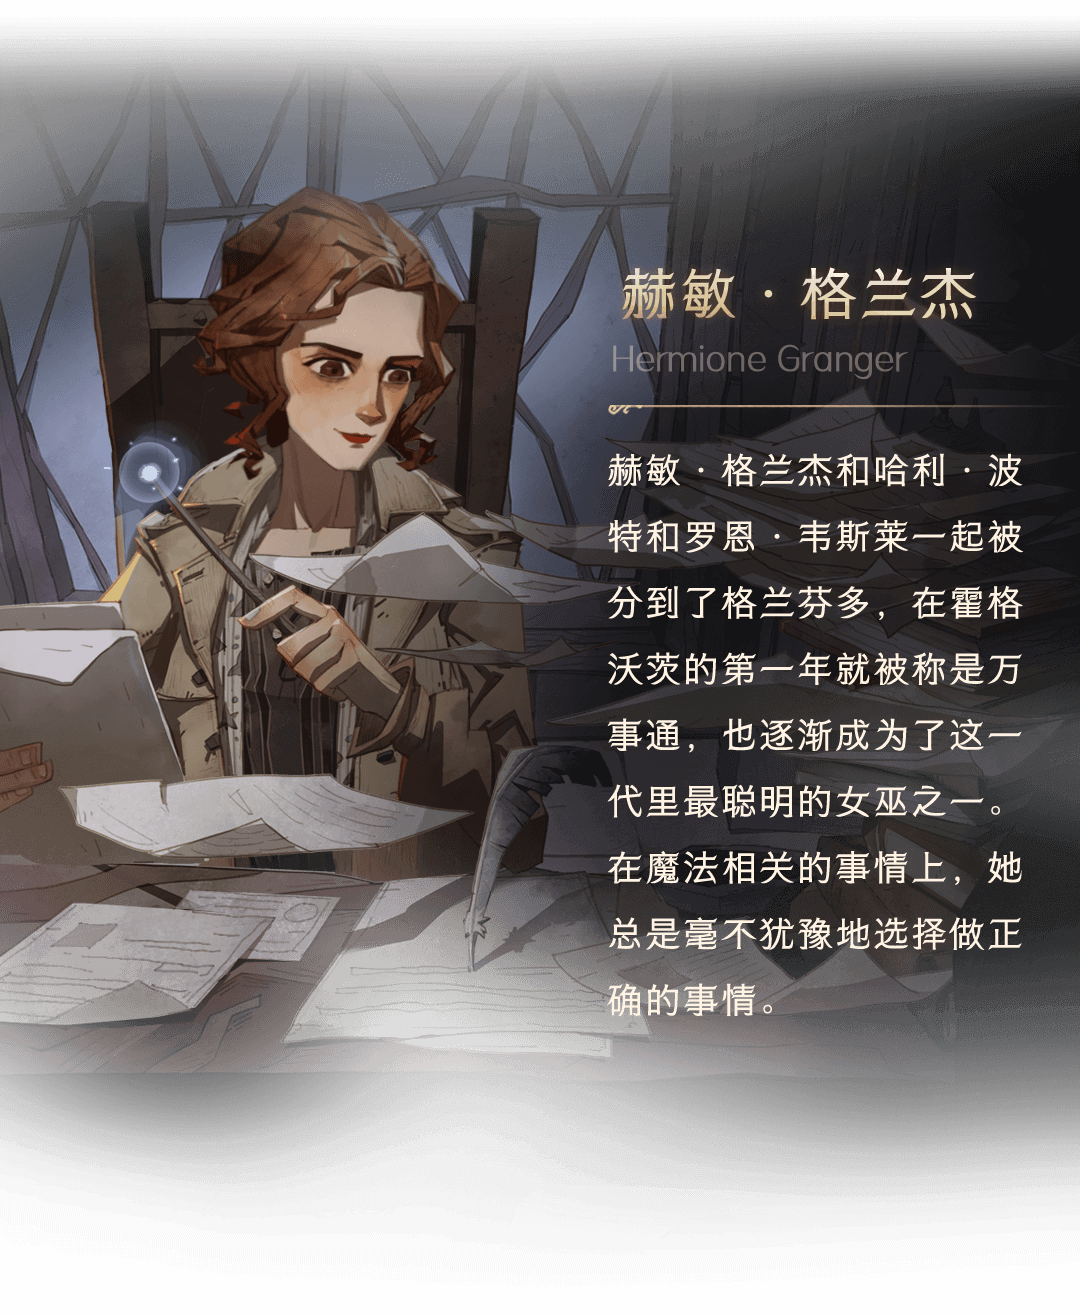 赫敏·格兰杰
Hermione Granger
赫敏·格兰杰和哈利·波
特和罗恩·韦斯莱一起被
分到了格兰芬多，在霍格
沃茨的第一年就被称是万
事通，也逐渐成为了这一
代里最聪明的女巫之一。
在魔法相关的事情上，她
总是毫不犹豫地选择做正
确的事情。